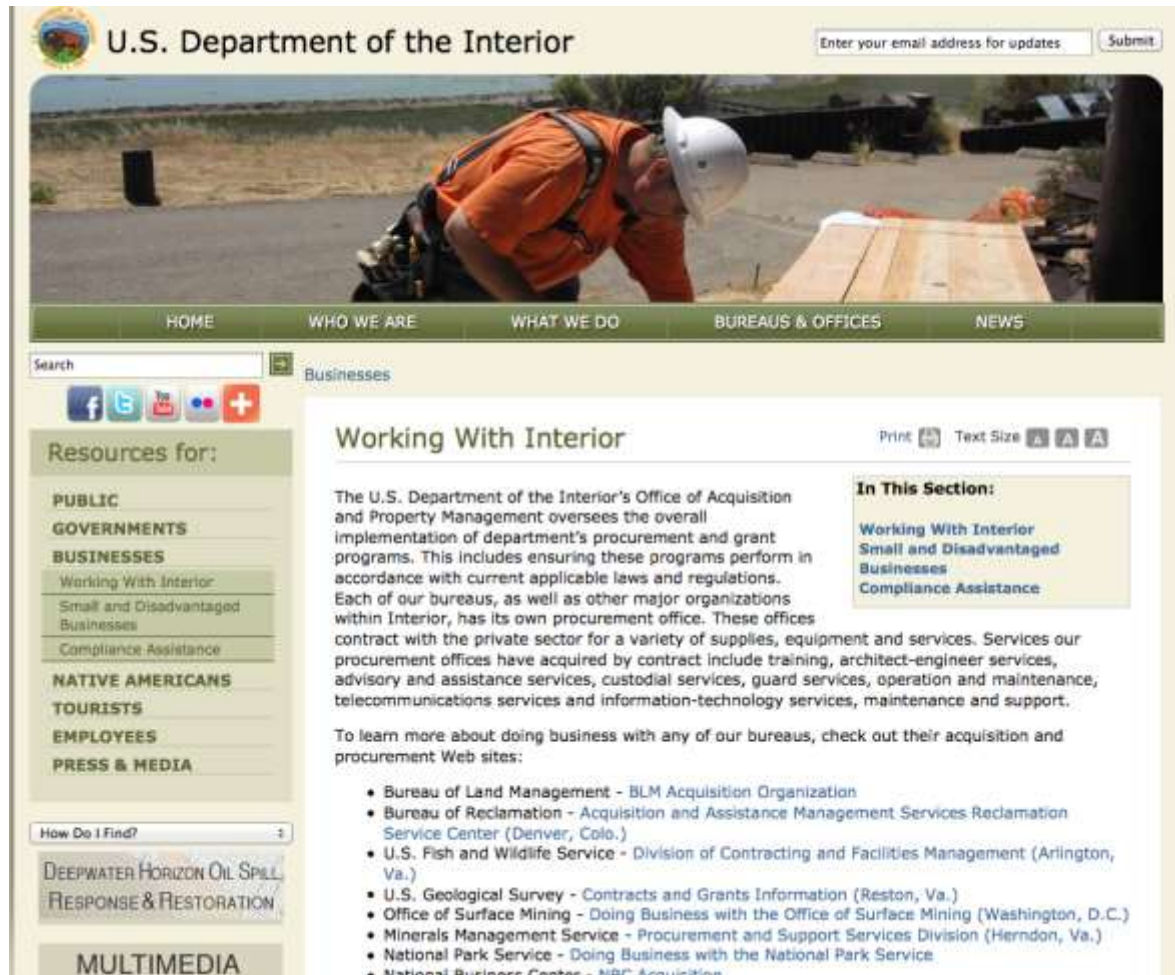 U.S. Department of the Interior
Enter your email address for updates
Submit
HOME
WHO WE ARE
WHAT WE DO
BUREAUS & OFFICES
NEWS
Search
Businesses
Resources for:
PUBLIC
GOVERNMENTS
BUSINESSES
Working With Interior
Small and Disadvantaged
Businesses
Compliance Assistance
NATIVE AMERICANS
TOURISTS
EMPLOYEES
PRESS & MEDIA
How Do I Find?
DEEPWATER HORIZON OIL SPILL
RESPONSE & RESTORATION
MULTIMEDIA
Working With Interior
Print
Text Size A A A
In This Section:
Working With Interior
Small and Disadvantaged
Businesses
Compliance Assistance
The U.S. Department of the Interior's Office of Acquisition
and Property Management oversees the overall
implementation of department's procurement and grant
programs. This includes ensuring these programs perform in
accordance with current applicable laws and regulations.
Each of our bureaus, as well as other major organizations
within Interior, has its own procurement office. These offices
contract with the private sector for a variety of supplies, equipment and services. Services our
procurement offices have acquired by contract include training, architect-engineer services,
advisory and assistance services, custodial services, guard services, operation and maintenance,
telecommunications services and information-technology services, maintenance and support.
To learn more about doing business with any of our bureaus, check out their acquisition and
procurement Web sites:
• Bureau of Land Management - BLM Acquisition Organization
• Bureau of Reclamation - Acquisition and Assistance Management Services Reclamation
Service Center (Denver, Colo.)
• U.S. Fish and Wildlife Service - Division of Contracting and Facilities Management (Arlington,
Va.)
• U.S. Geological Survey - Contracts and Grants Information (Reston, Va.)
• Office of Surface Mining - Doing Business with the Office of Surface Mining (Washington, D.C.)
• Minerals Management Service - Procurement and Support Services Division (Herndon, Va.)
• National Park Service - Doing Business with the National Park Service
• National Business Center - NBC Acquisition